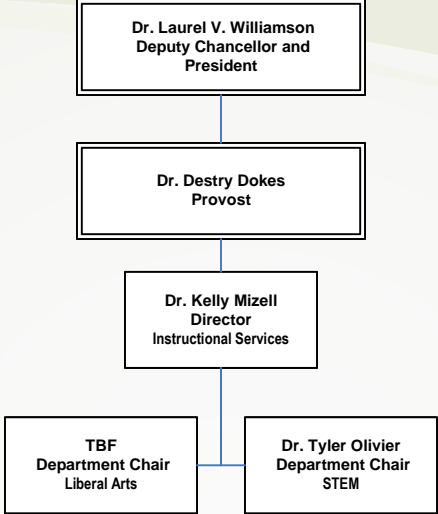 Dr. Laurel V. Williamson
Deputy Chancellor and
President
Dr. Destry Dokes
Provost
Dr. Kelly Mizell
Director
Instructional Services
TBF
Department Chair
Liberal Arts
Dr. Tyler Olivier
Department Chair
STEM